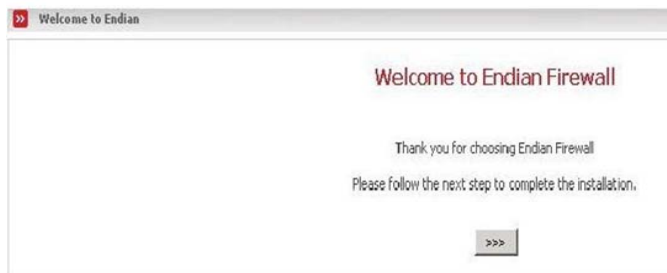 » Welcome to Endian
Welcome to Endian Firewall
Thank you for choosing Endian Firewall
Please follow the next step to complete the installation.
>>>